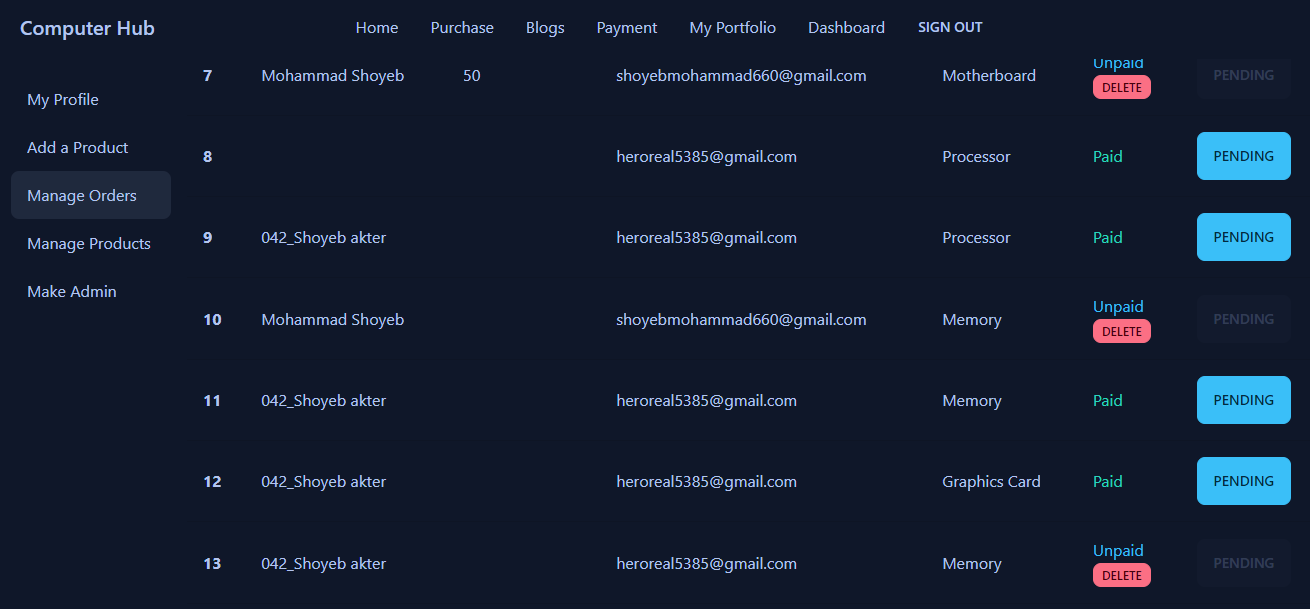 Computer Hub Home Purchase Blogs Payment My Portfolio Dashboard SIGN OUT
My Profile
Add a Product
Manage Orders
Manage Products
Make Admin
7 Mohammad Shoyeb 50 shoyebmohammad660@gmail.com Motherboard Unpaid DELETE PENDING
8 heroreal5385@gmail.com Processor Paid PENDING
9 042_Shoyeb akter heroreal5385@gmail.com Processor Paid PENDING
10 Mohammad Shoyeb shoyebmohammad660@gmail.com Memory Unpaid DELETE PENDING
11 042_Shoyeb akter heroreal5385@gmail.com Memory Paid PENDING
12 042_Shoyeb akter heroreal5385@gmail.com Graphics Card Paid PENDING
13 042_Shoyeb akter heroreal5385@gmail.com Memory Unpaid DELETE PENDING